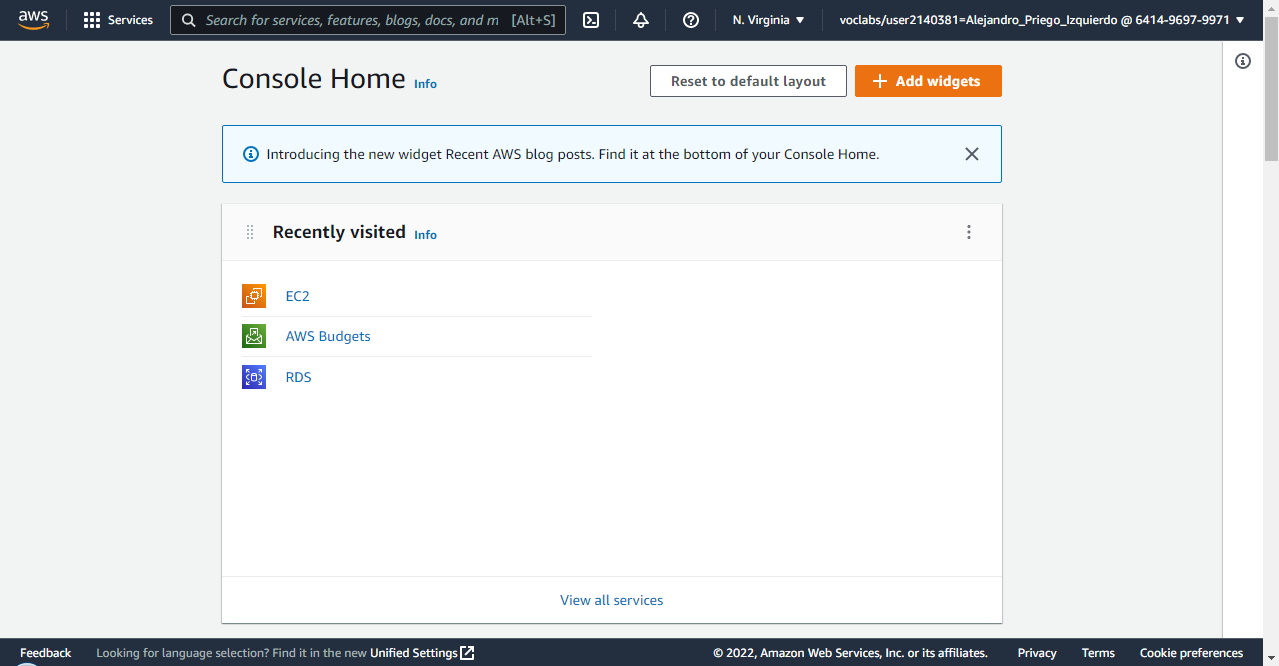 aws Services Search for services, features, blogs, docs, and m [Alt+S] N. Virginia voclabs/user2140381=Alejandro_Priego_Izquierdo @ 6414-9697-9971
Console Home Info Reset to default layout Add widgets
Introducing the new widget Recent AWS blog posts. Find it at the bottom of your Console Home.
Recently visited Info
EC2
AWS Budgets
RDS
View all services
Feedback Looking for language selection? Find it in the new Unified Settings © 2022, Amazon Web Services, Inc. or its affiliates. Privacy Terms Cookie preferences